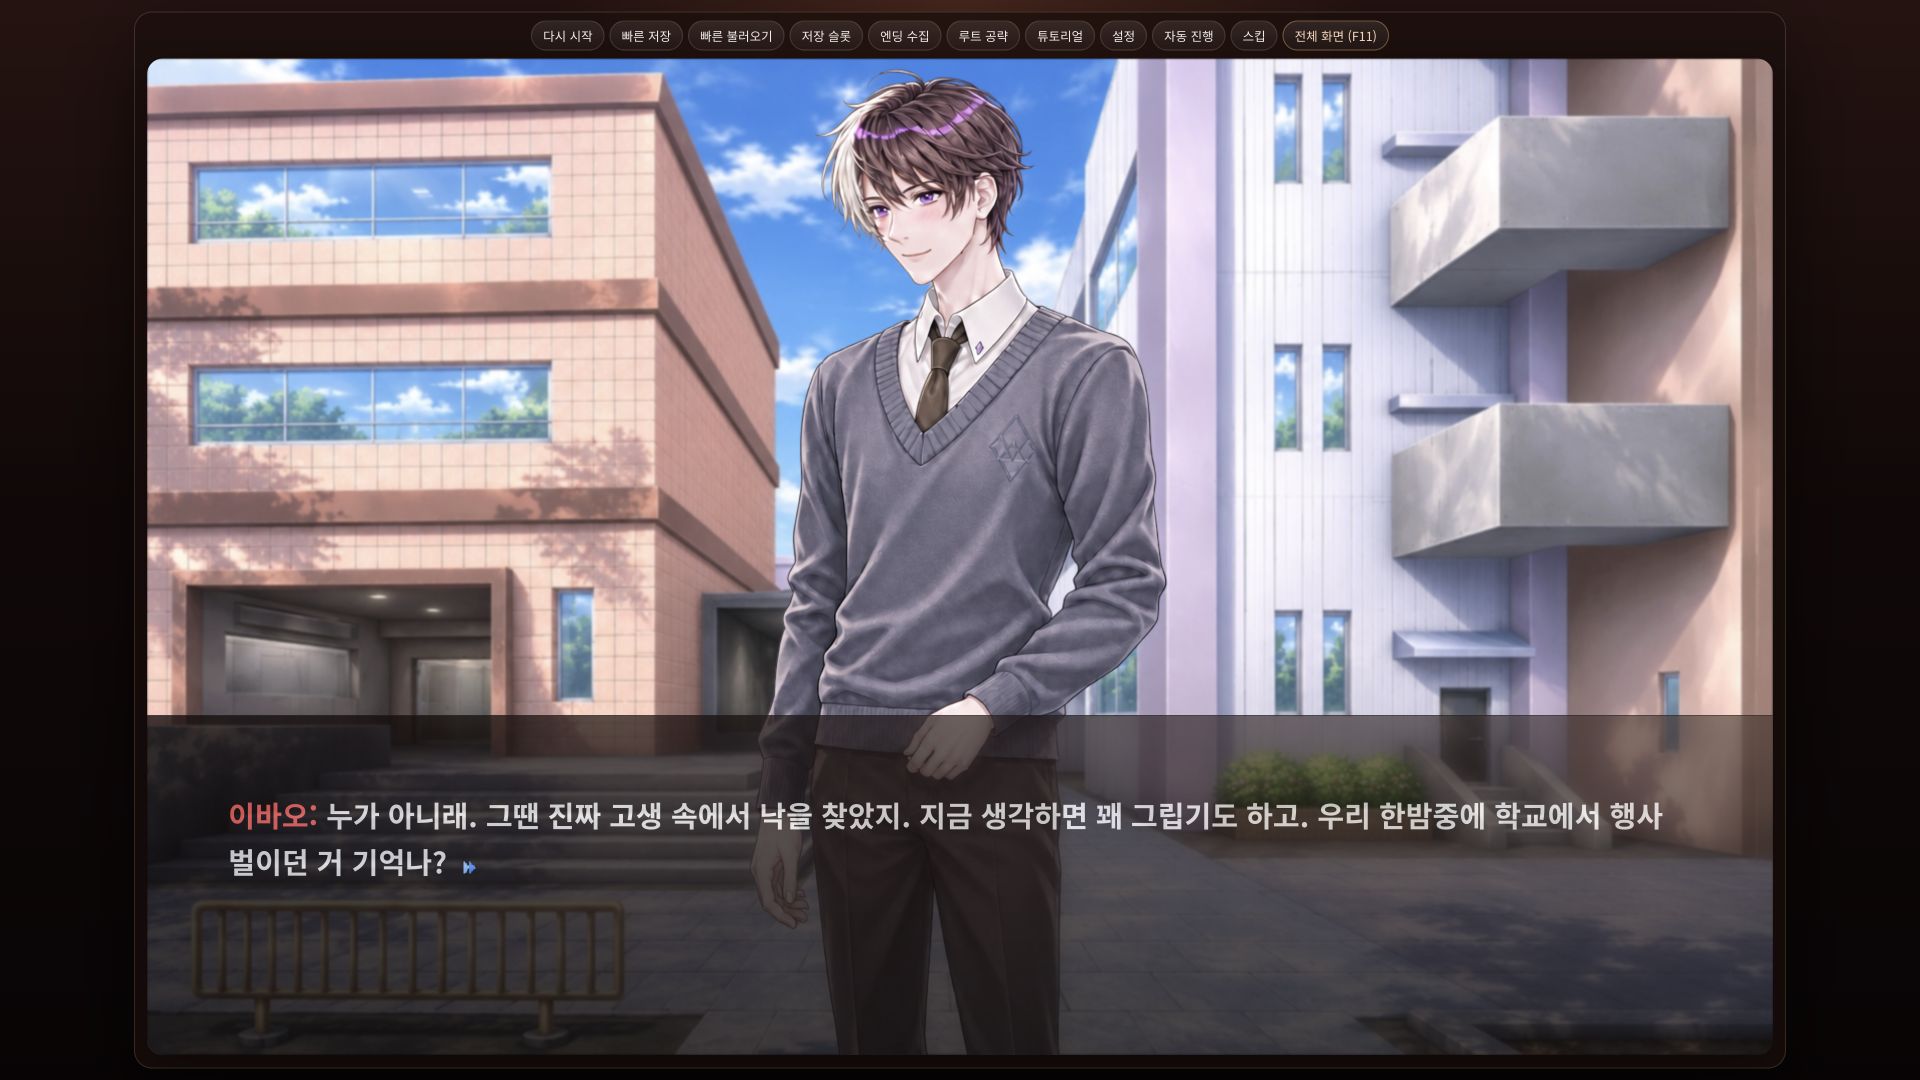 다시 시작 빠른 저장 빠른 불러오기 저장 슬롯 엔딩 수집 루트 공략 튜토리얼 설정 자동 진행 스킵 전체 화면 (F11)
이바오: 누가 아니래. 그땐 진짜 고생 속에서 낙을 찾았지. 지금 생각하면 꽤 그립기도 하고. 우리 한밤중에 학교에서 행사
벌이던 거 기억나?